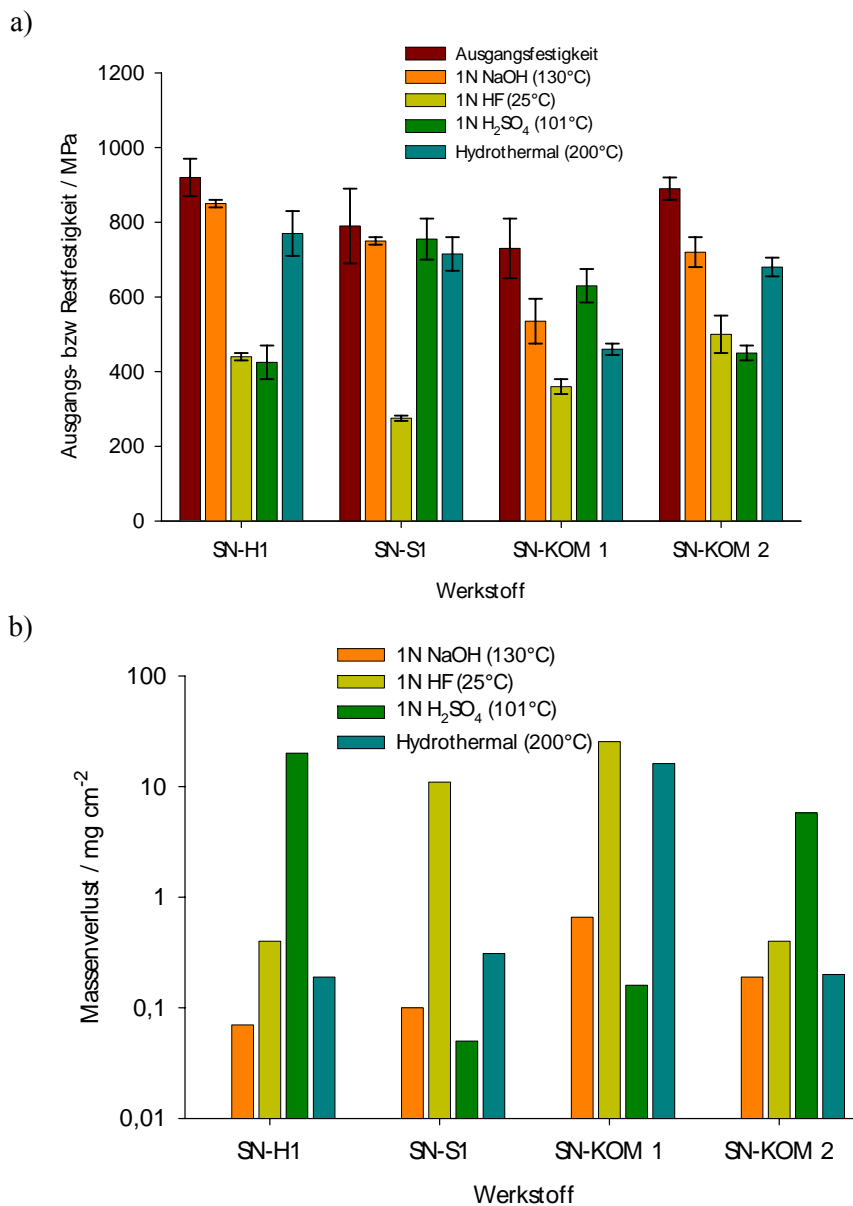 a)
Ausgangsfestigkeit
1N NaOH (130°C)
1N HF (25°C)
1N H₂SO₄ (101°C)
Hydrothermal (200°C)
1200
1000
800
600
400
200
0
Ausgangs- bzw Restfestigkeit / MPa
SN-H1 SN-S1 SN-KOM 1 SN-KOM 2
Werkstoff
b)
1N NaOH (130°C)
1N HF (25°C)
1N H₂SO₄ (101°C)
Hydrothermal (200°C)
100
10
1
0,1
0,01
Massenverlust / mg cm⁻²
SN-H1 SN-S1 SN-KOM 1 SN-KOM 2
Werkstoff